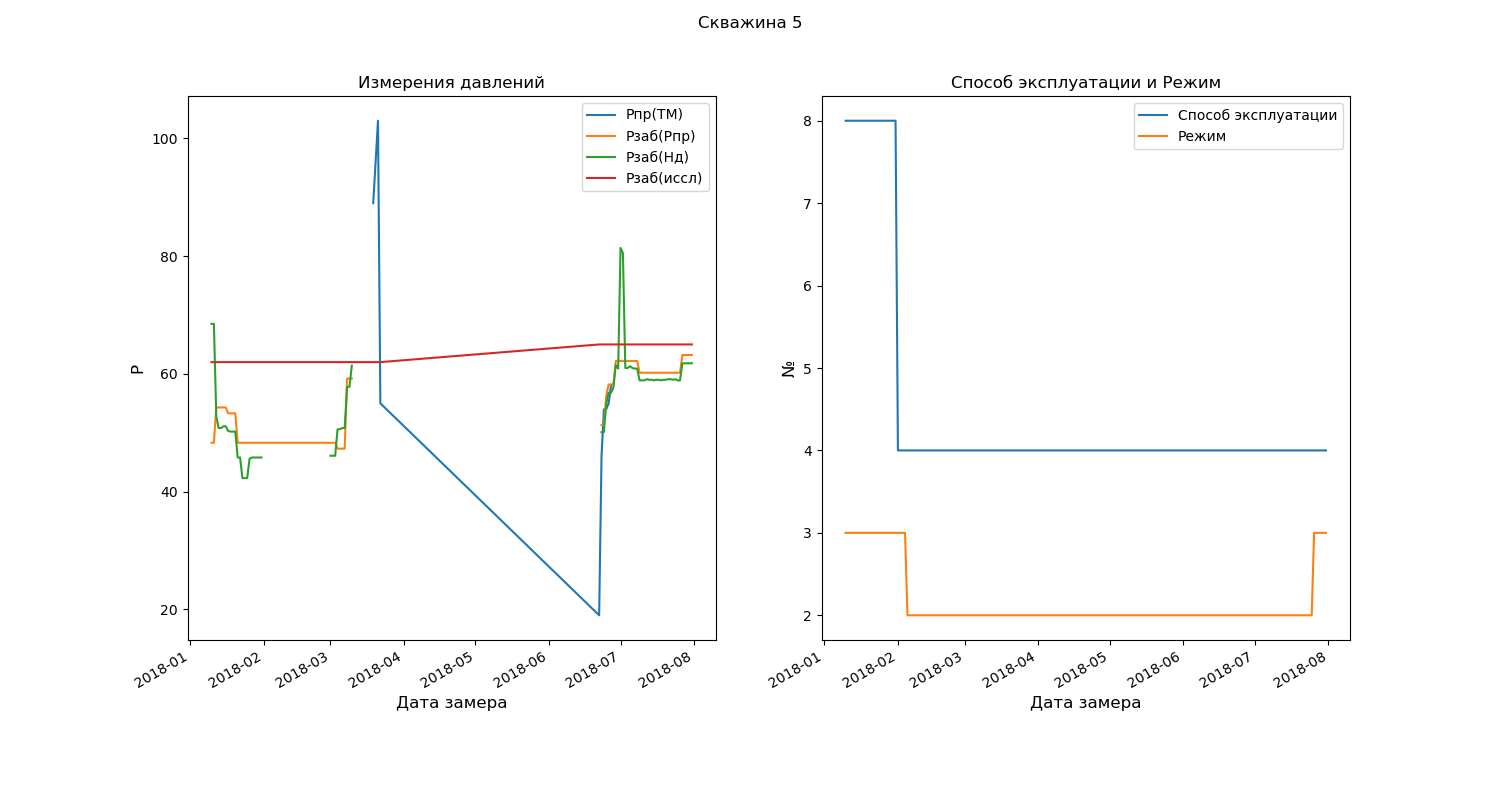 Скважина 5
Измерения давлений
P
100
80
60
40
20
Рпр(ТМ)
Рзаб(Рпр)
Рзаб(Нд)
Рзаб(иссл)
2018-01
2018-02
2018-03
2018-04
2018-05
2018-06
2018-07
2018-08
Дата замера
Способ эксплуатации и Режим
№
8
7
6
5
4
3
2
Способ эксплуатации
Режим
2018-01
2018-02
2018-03
2018-04
2018-05
2018-06
2018-07
2018-08
Дата замера